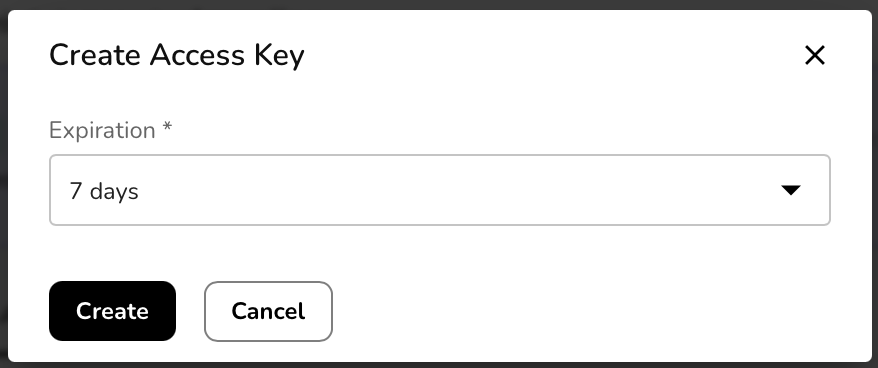 Create Access Key
Expiration *
7 days
Create
Cancel